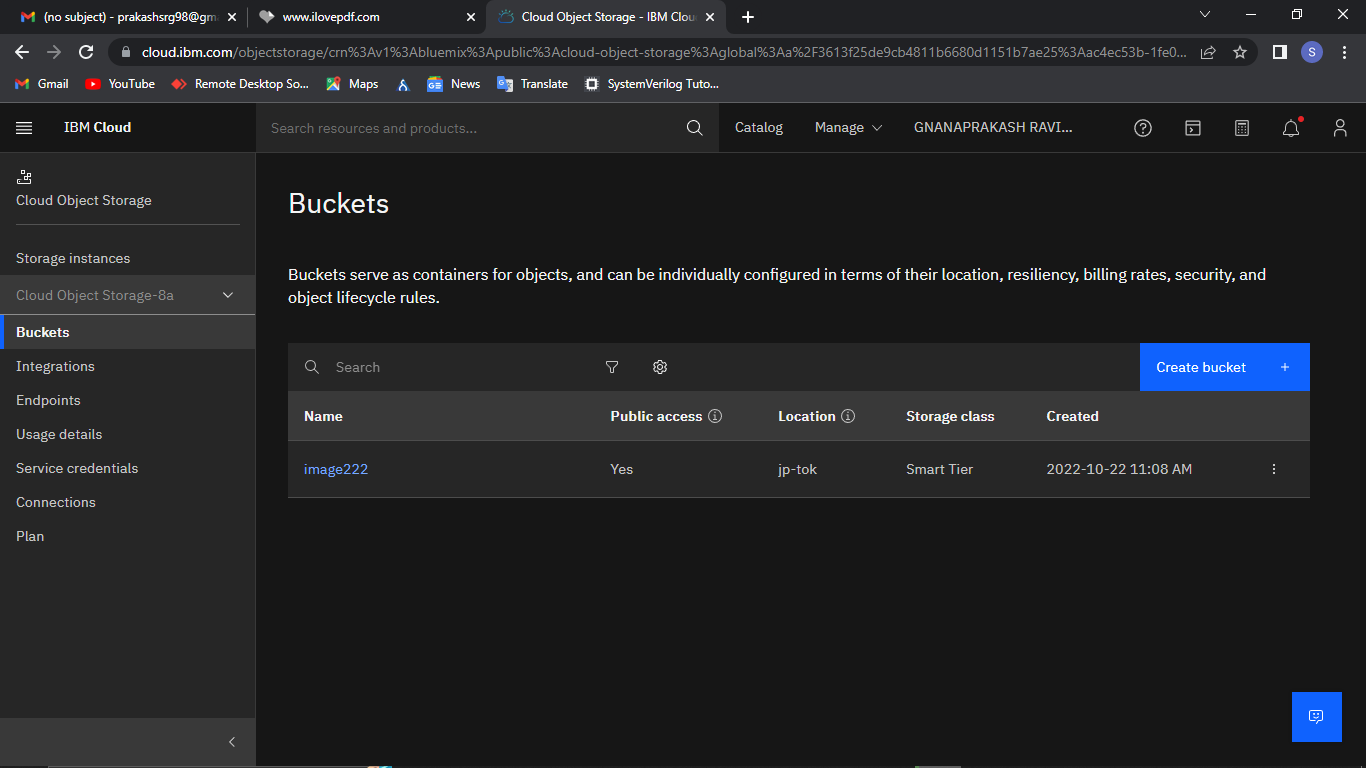 (no subject) - prakashsrg98@gm
www.ilovepdf.com
Cloud Object Storage - IBM Clou
cloud.ibm.com/objectstorage/crn%3Av1%3Abluemix%3Apublic%3Acloud-object-storage%3Aglobal%3Aa%2F3613f25de9cb4811b6680d1151b7ae25%3Aac4ec53b-1fe0...
S
Gmail
YouTube
Remote Desktop So...
Maps
News
Translate
SystemVerilog Tuto...
IBM Cloud
Search resources and products...
Catalog
Manage
GNANAPRAKASH RAVI...
Cloud Object Storage
Storage instances
Cloud Object Storage-8a
Buckets
Integrations
Endpoints
Usage details
Service credentials
Connections
Plan
Buckets
Buckets serve as containers for objects, and can be individually configured in terms of their location, resiliency, billing rates, security, and
object lifecycle rules.
Search
Create bucket +
Name Public access Location Storage class Created
image222 Yes jp-tok Smart Tier 2022-10-22 11:08 AM